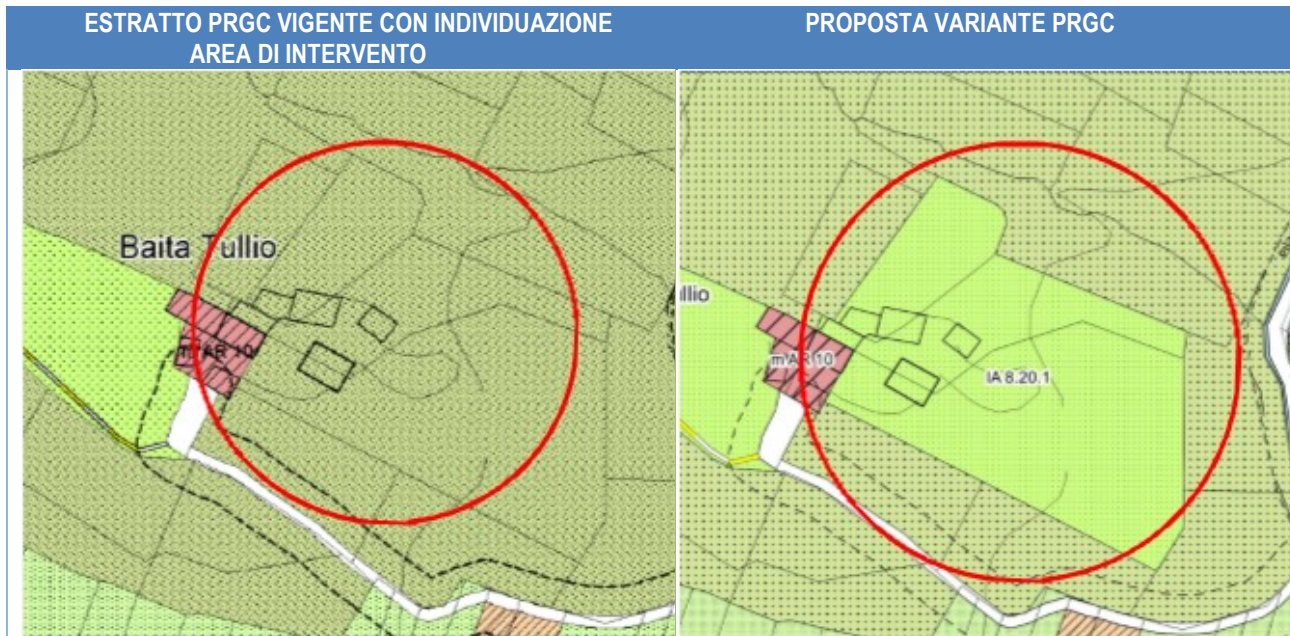 ESTRATTO PRGC VIGENTE CON INDIVIDUAZIONE
AREA DI INTERVENTO
PROPOSTA VARIANTE PRGC
Baita Tullio
AR 10
llio
mAR 10
IA 8.20.1